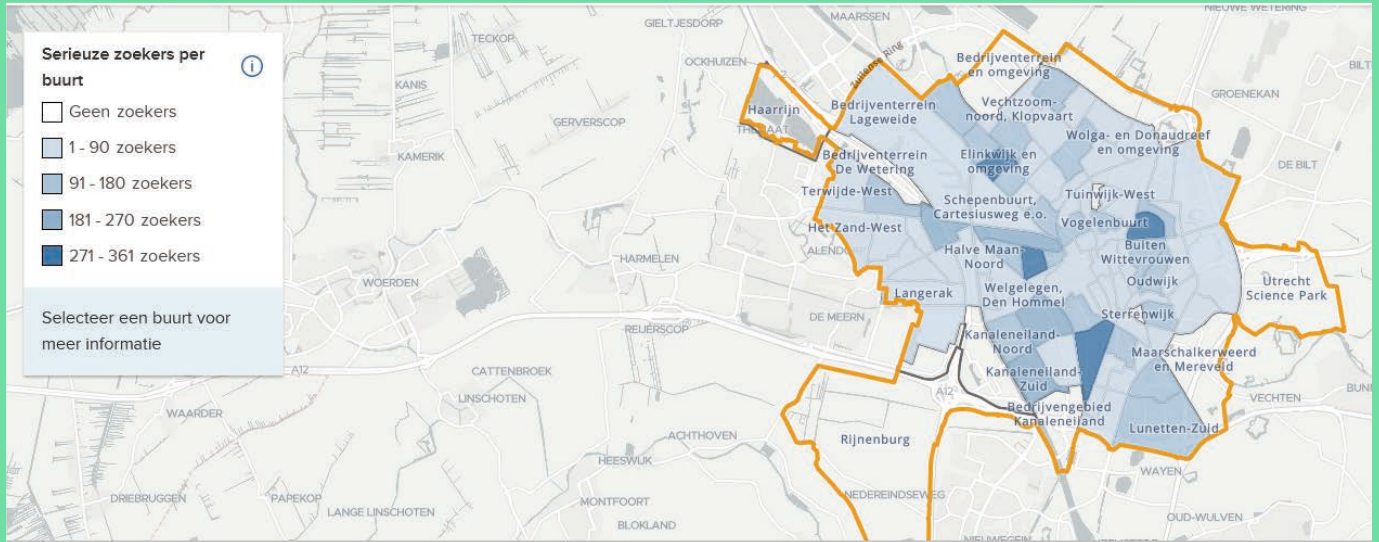 Serieuze zoekers per
buurt
Geen zoekers
1 - 90 zoekers
91 - 180 zoekers
181 - 270 zoekers
271 - 361 zoekers
Selecteer een buurt voor
meer informatie
NIEUWE WETERING
MAARSSEN
GIELTJESDORP
TECKOP
Zuilense Ring
Bedrijventerrein
en omgeving
OCKHUIZEN
KANIS
GROENEKAN
Haarrijn
Bedrijventerrein
Lageweide
Vechtzoom-
noord, Klopvaart
GERVERSCOP
Wolga- en Donaudreef
en omgeving
KAMERIK
Bedrijventerrein
De Wetering
Elinkwijk en
omgeving
DE BILT
Terwijde-West
Tuinwijk-West
Schepenbuurt,
Cartesiusweg e.o.
Het Zand-West
Vogelenbuurt
Halve Maan-
Noord
Buiten
Wittevrouwen
HARMELEN
WOERDEN
Langerak
Welgelegen,
Den Hommel
Oudwijk
Utrecht
Science Park
DE MEERN
Sterrenwijk
Kanaleneiland-
Noord
Maarschalkerweerd
en Mereveld
A12
CATTENBROEK
Kanaleneiland-
Zuid
A12
LINSCHOTEN
VECHTEN
WAARDER
Bedrijvengebied
Kanaleneiland
Lunetten-Zuid
ACHTHOVEN
Rijnenburg
HEESWIJK
WAYEN
DRIEBRUGGEN
PAPEKOP
LANGE LINSCHOTEN
MONTFOORT
NEDEREINDSEWEG
OUD-WULVEN
BLOKLAND
NIEUWEGEIN